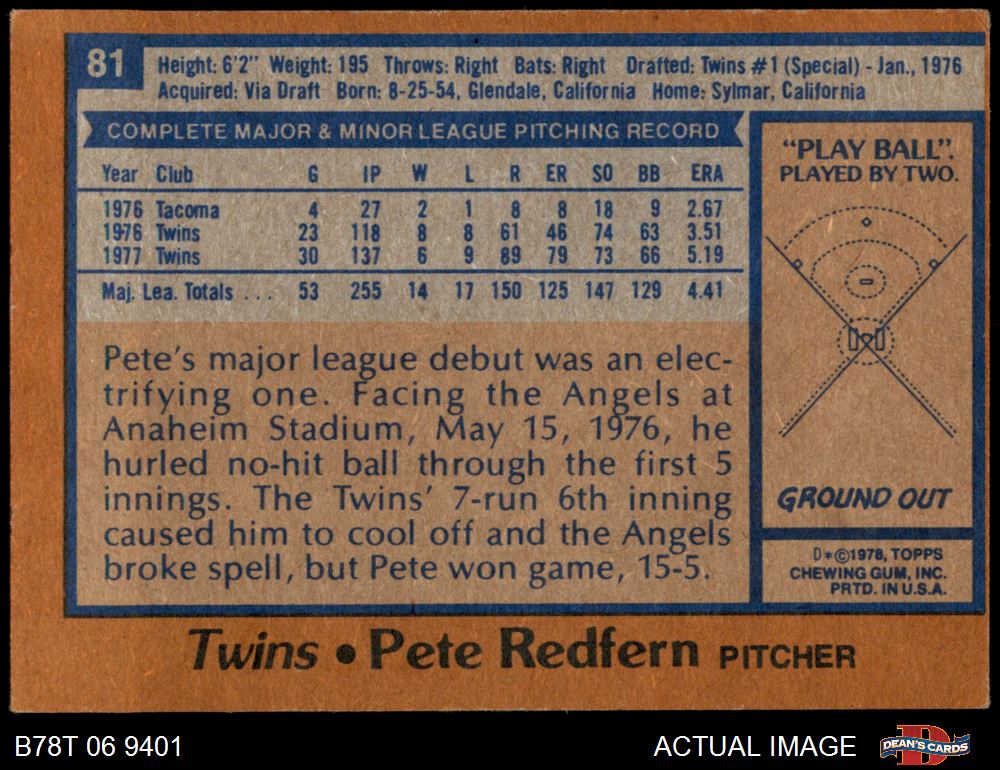 81
Height: 6'2" Weight: 195 Throws: Right Bats: Right Drafted: Twins #1 (Special) - Jan., 1976
Acquired: Via Draft Born: 8-25-54, Glendale, California Home: Sylmar, California
COMPLETE MAJOR & MINOR LEAGUE PITCHING RECORD
Year Club G IP W L R ER SO BB ERA
1976 Tacoma 4 27 2 1 8 8 18 9 2.67
1976 Twins 23 118 8 8 61 46 74 63 3.51
1977 Twins 30 137 6 9 89 79 73 66 5.19
Maj. Lea. Totals ... 53 255 14 17 150 125 147 129 4.41
Pete's major league debut was an elec-
trifying one. Facing the Angels at
Anaheim Stadium, May 15, 1976, he
hurled no-hit ball through the first 5
innings. The Twins' 7-run 6th inning
caused him to cool off and the Angels
broke spell, but Pete won game, 15-5.
"PLAY BALL".
PLAYED BY TWO.
GROUND OUT
D*©1978, TOPPS
CHEWING GUM, INC.
PRTD. IN U.S.A.
Twins • Pete Redfern PITCHER
B78T 06 9401
ACTUAL IMAGE
D
DEAN'S CARDS